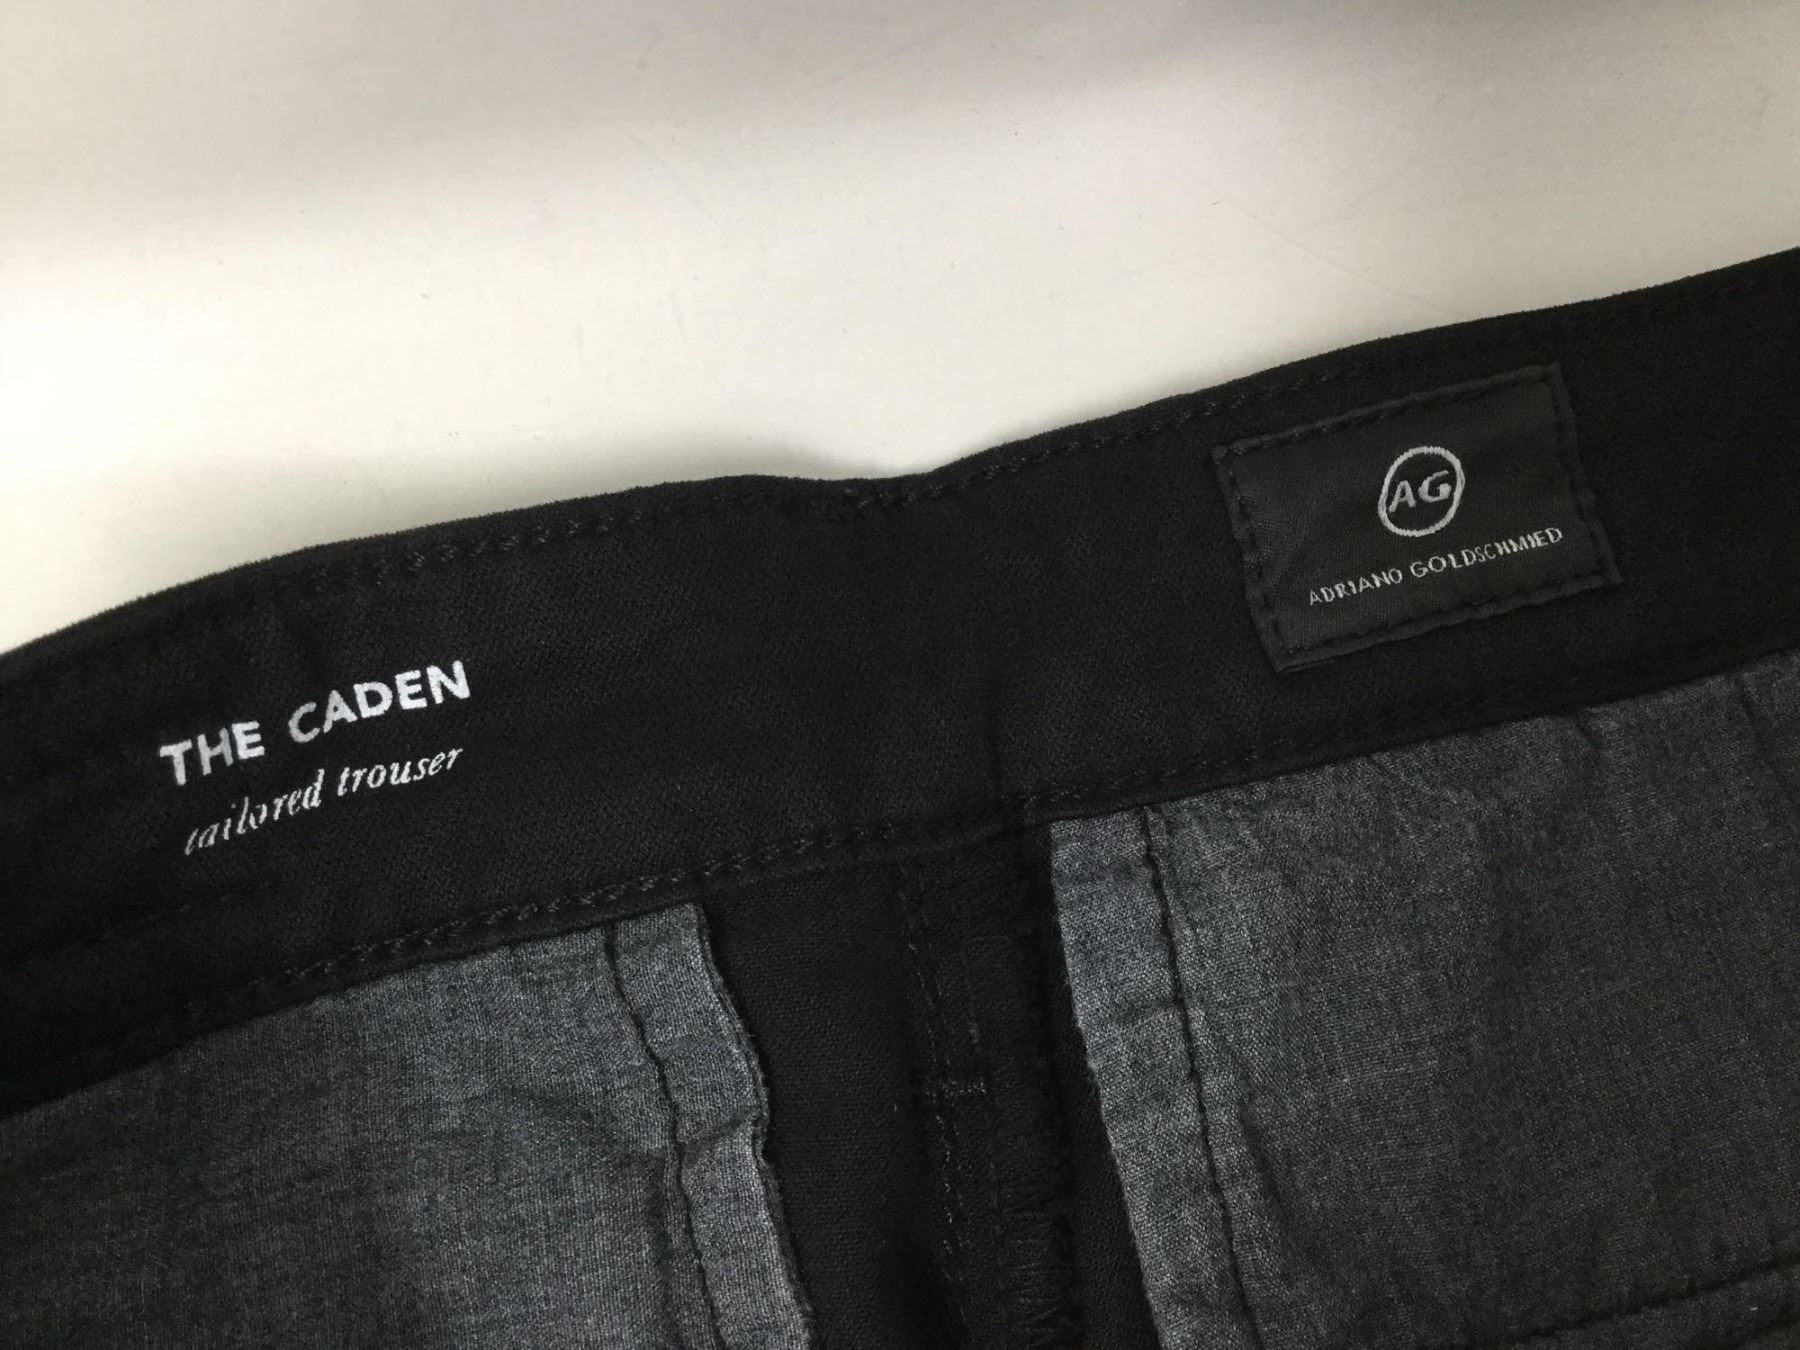 THE CADEN
tailored trouser
AG
ADRIANO GOLDSCHMIED